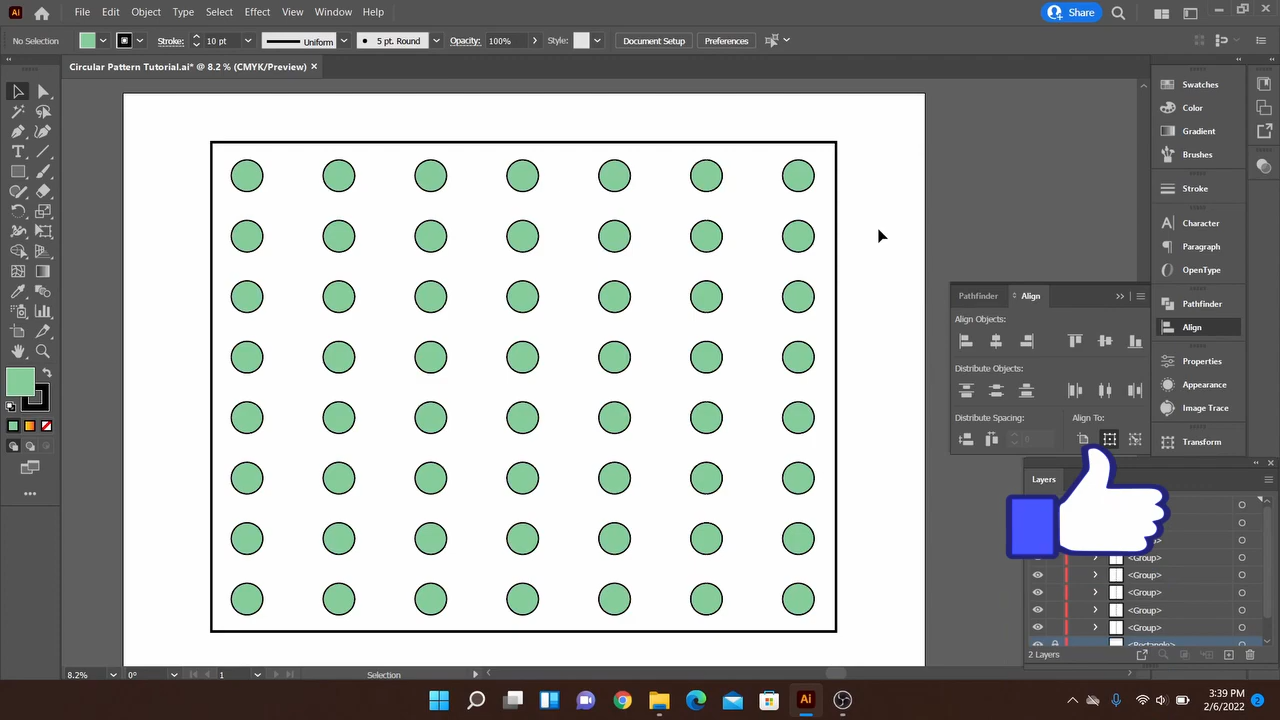 Ai File Edit Object Type Select Effect View Window Help Share
No Selection Stroke: 10 pt. Uniform 5 pt. Round Opacity: 100% Style: Document Setup Preferences
Circular Pattern Tutorial.ai* @ 8.2 % (CMYK/Preview) ×
Swatches
Color
Gradient
Brushes
Stroke
Character
Paragraph
OpenType
Pathfinder
Align
Properties
Appearance
Image Trace
Transform
Pathfinder Align
Align Objects:
Distribute Objects:
Distribute Spacing: Align To:
0
Layers
<Group>
<Group>
<Group>
<Group>
<Group>
<Rectangle>
2 Layers
8.2% 0° 1 Selection
Ai
3:39 PM
2/6/2022
2